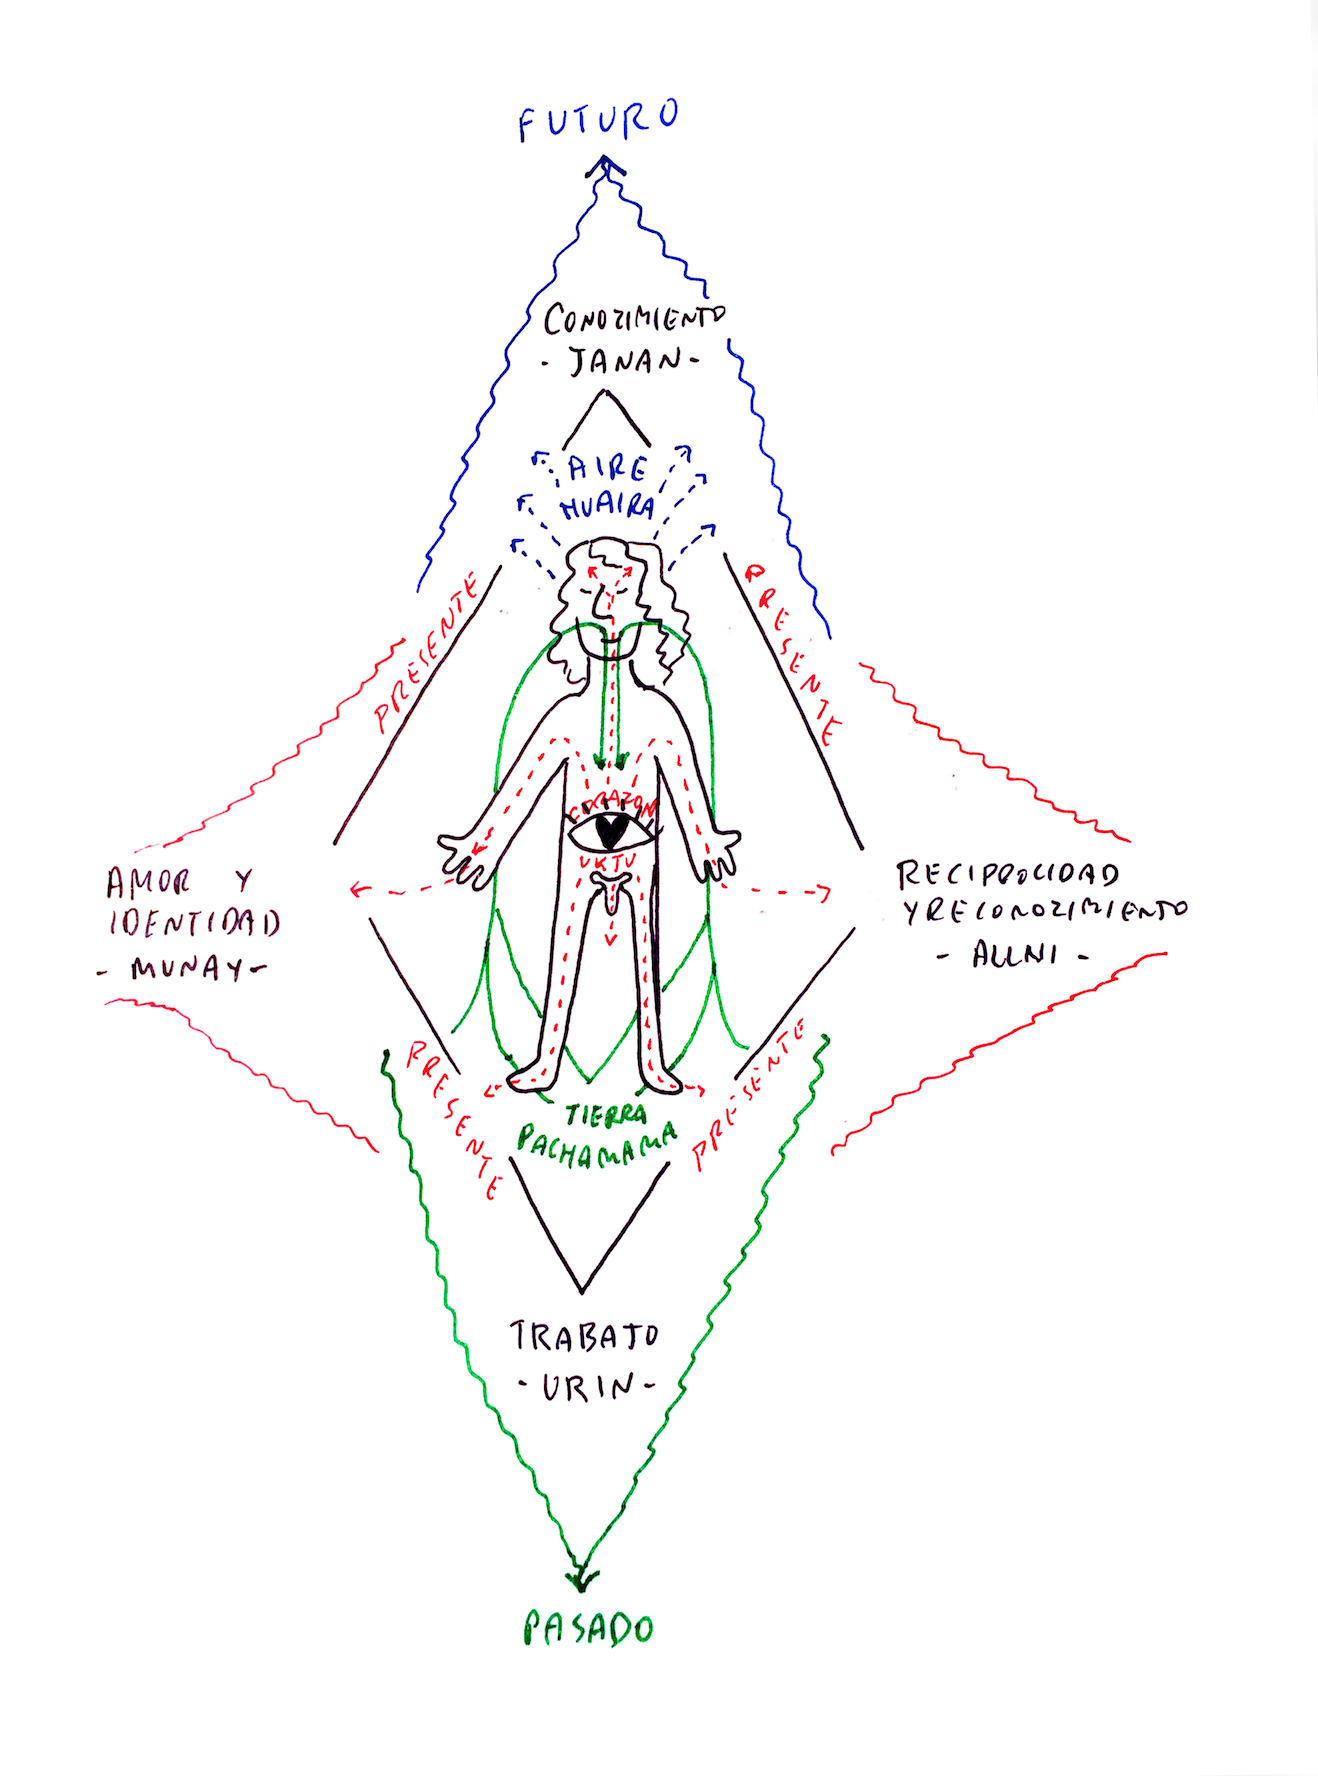 FUTURO
CONOZIMIENTO
- JANAN -
AIRE
HUAIRA
PRESENTE
PRESENTE
CORAZON
UKTU
AMOR Y
IDENTIDAD
- MUNAY -
RECIPROCIDAD
Y RECONOZIMIENTO
- ALLNI -
PRESENTE
PRESENTE
TIERRA
PACHAMAMA
TRABAJO
- URIN -
PASADO